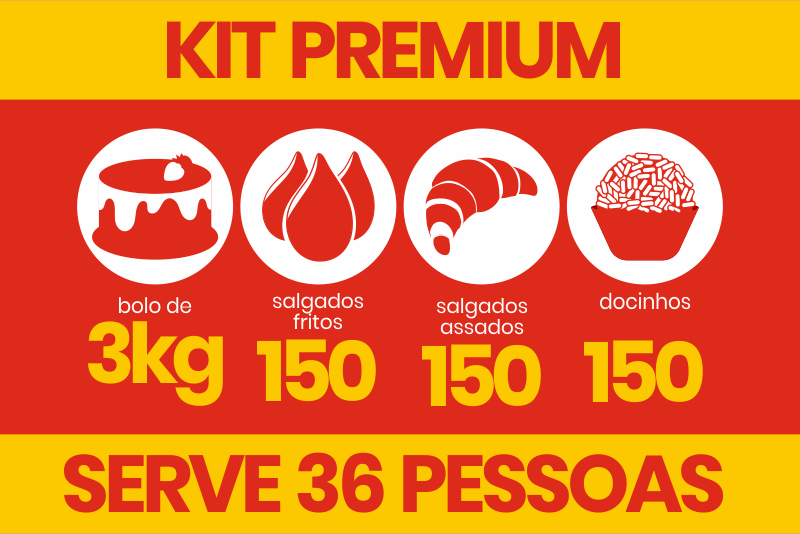 KIT PREMIUM
bolo de
3kg
salgados
fritos
150
salgados
assados
150
docinhos
150
SERVE 36 PESSOAS